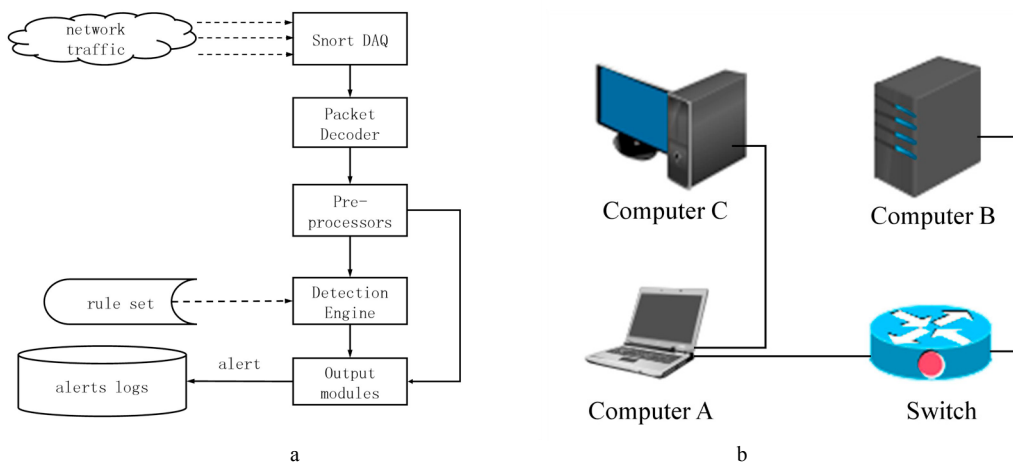 network
traffic
Snort DAQ
Packet
Decoder
Pre-
processors
rule set
Detection
Engine
alerts logs
alert
Output
modules
a
Computer C
Computer B
Computer A
Switch
b